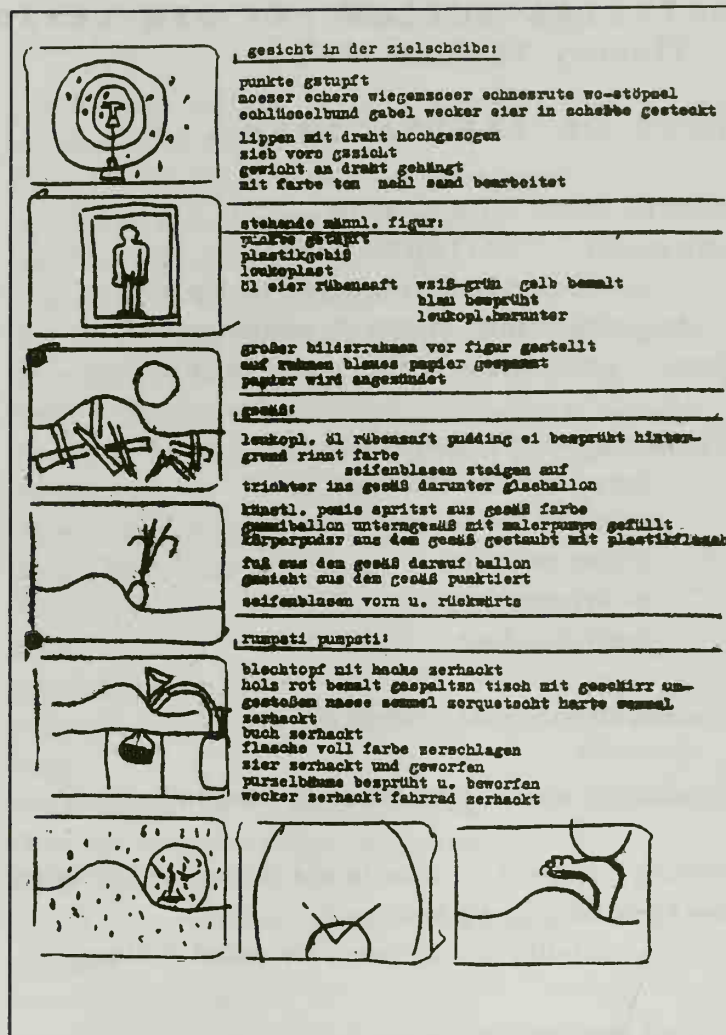 gesicht in der zielscheibe:
punkte gstupft
messer schere wiegemesser schneerute wc-stöpsel
schlüsselbund gabel wecker eier in scheibe gesteckt
lippen mit draht hochgezogen
sieb vorm gesicht
gewicht an draht gehängt
mit farbe ton mehl sand bearbeitet
stehende männl. figur:
punkte getupft
plastikgebiß
leukoplast
öl eier rübensaft weiß-grün gelb bemalt
blau besprüht
leukopl.herunter
großer bilderrahmen vor figur gestellt
auf rahmen blaues papier gespannt
papier wird angezündet
gesäß:
leukopl. öl rübensaft pudding ei besprüht hinter-
grund rinnt farbe
seifenblasen steigen auf
trichter ins gesäß darunter glasballon
künstl. penis spritzt aus gesäß farbe
gummiballon untermgesäß mit malerpumpe gefüllt
körperpuder aus dem gesäß gestaubt mit
fuß aus dem gesäß darauf ballon
gesicht aus dem gesäß punktiert
seifenblasen vorn u. rückwärts
rumpsti pumpsti:
blechtopf mit hacke zerhackt
holz rot bemalt gespalten tisch mit geschirr um-
gestoßen nasse semmel zerquetscht harte semmel
zerhackt
buch zerhackt
flasche voll farbe zerschlagen
eier zerhackt und geworfen
purzelbäume besprüht u. beworfen
wecker zerhackt fahrrad zerhackt